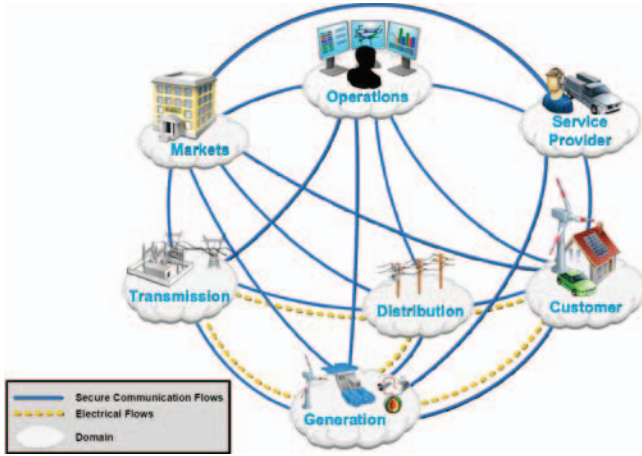 Operations
Markets
Service
Provider
Transmission
Distribution
Customer
Generation
Secure Communication Flows
Electrical Flows
Domain